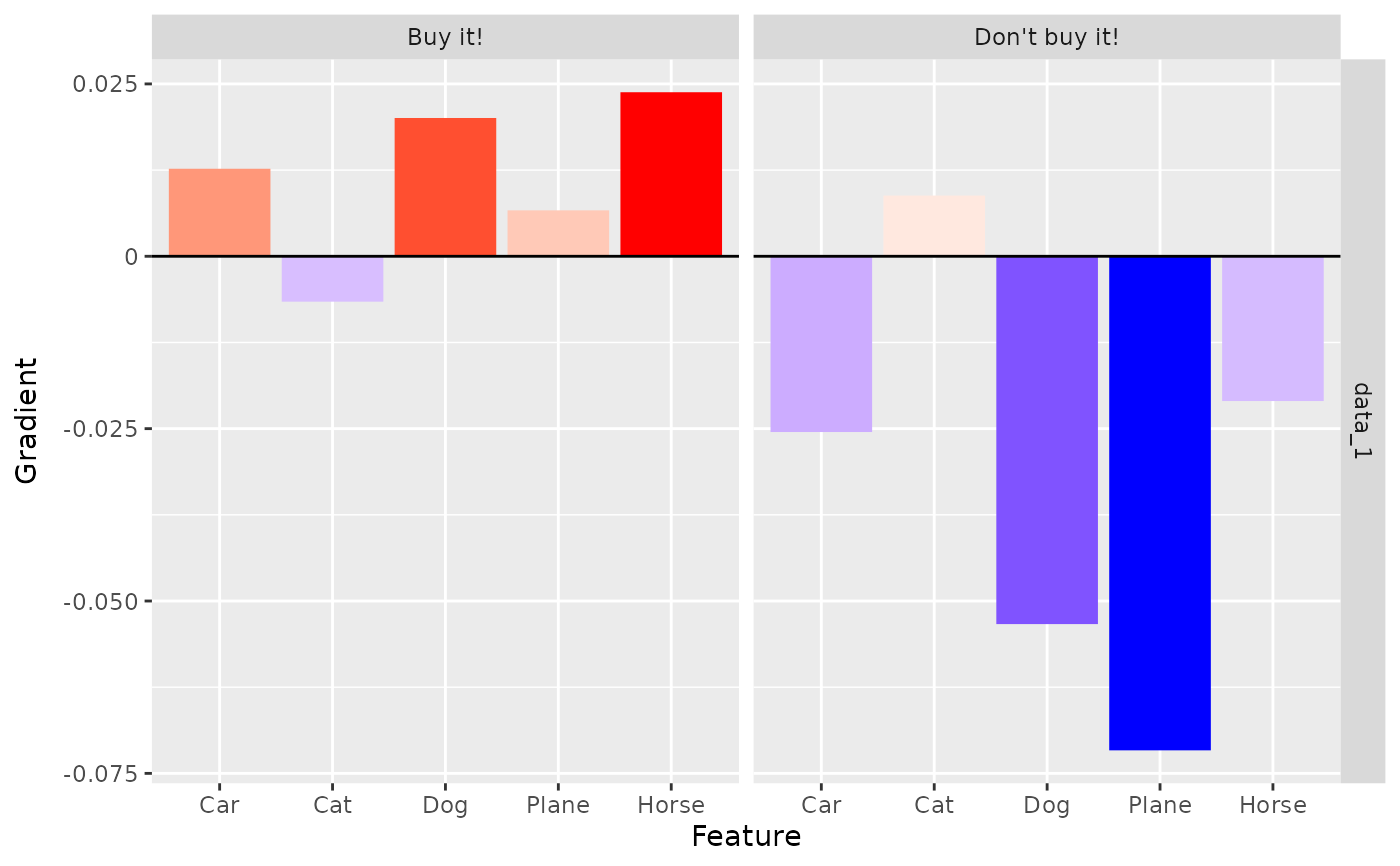 Buy it!
Don't buy it!
0.025
0
-0.025
-0.050
-0.075
Gradient
data_1
Car Cat Dog Plane Horse
Car Cat Dog Plane Horse
Feature